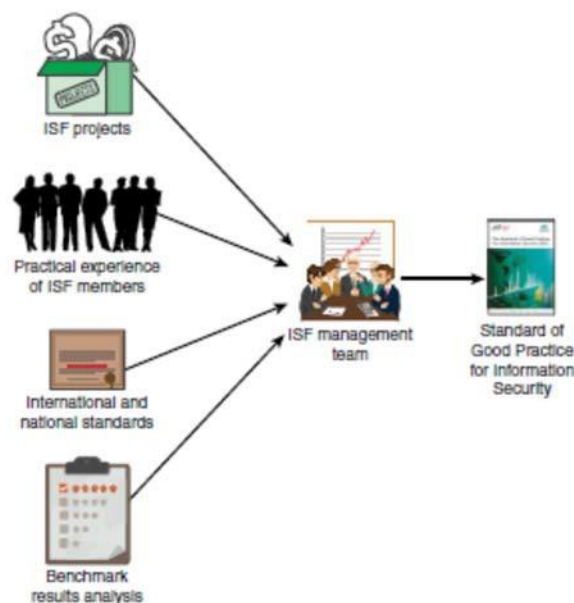 PROJECTS
ISF projects
Practical experience
of ISF members
ISF management
team
Standard of
Good Practice
for Information
Security
International and
national standards
Benchmark
results analysis